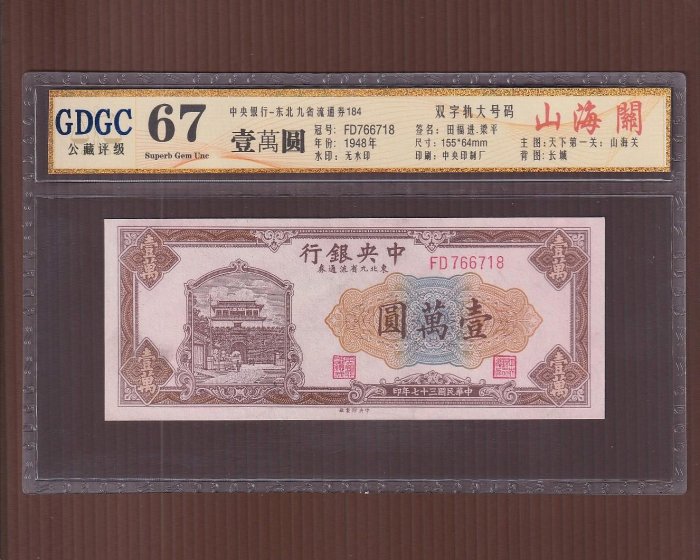 GDGC
公藏评级
67
Superb Gem Unc
中央银行-东北九省流通券184
壹萬圆
冠号: FD766718
年份: 1948年
水印: 无水印
双字轨大号码
签名: 田福进.梁平
尺寸: 155*64mm
印刷: 中央印制厂
山海關
主图:天下第一关: 山海关
背图:长城
行銀央中
券通流省九北東
FD766718
圓萬壹
壹萬
壹萬
壹萬
壹萬
印年七十三國民華中